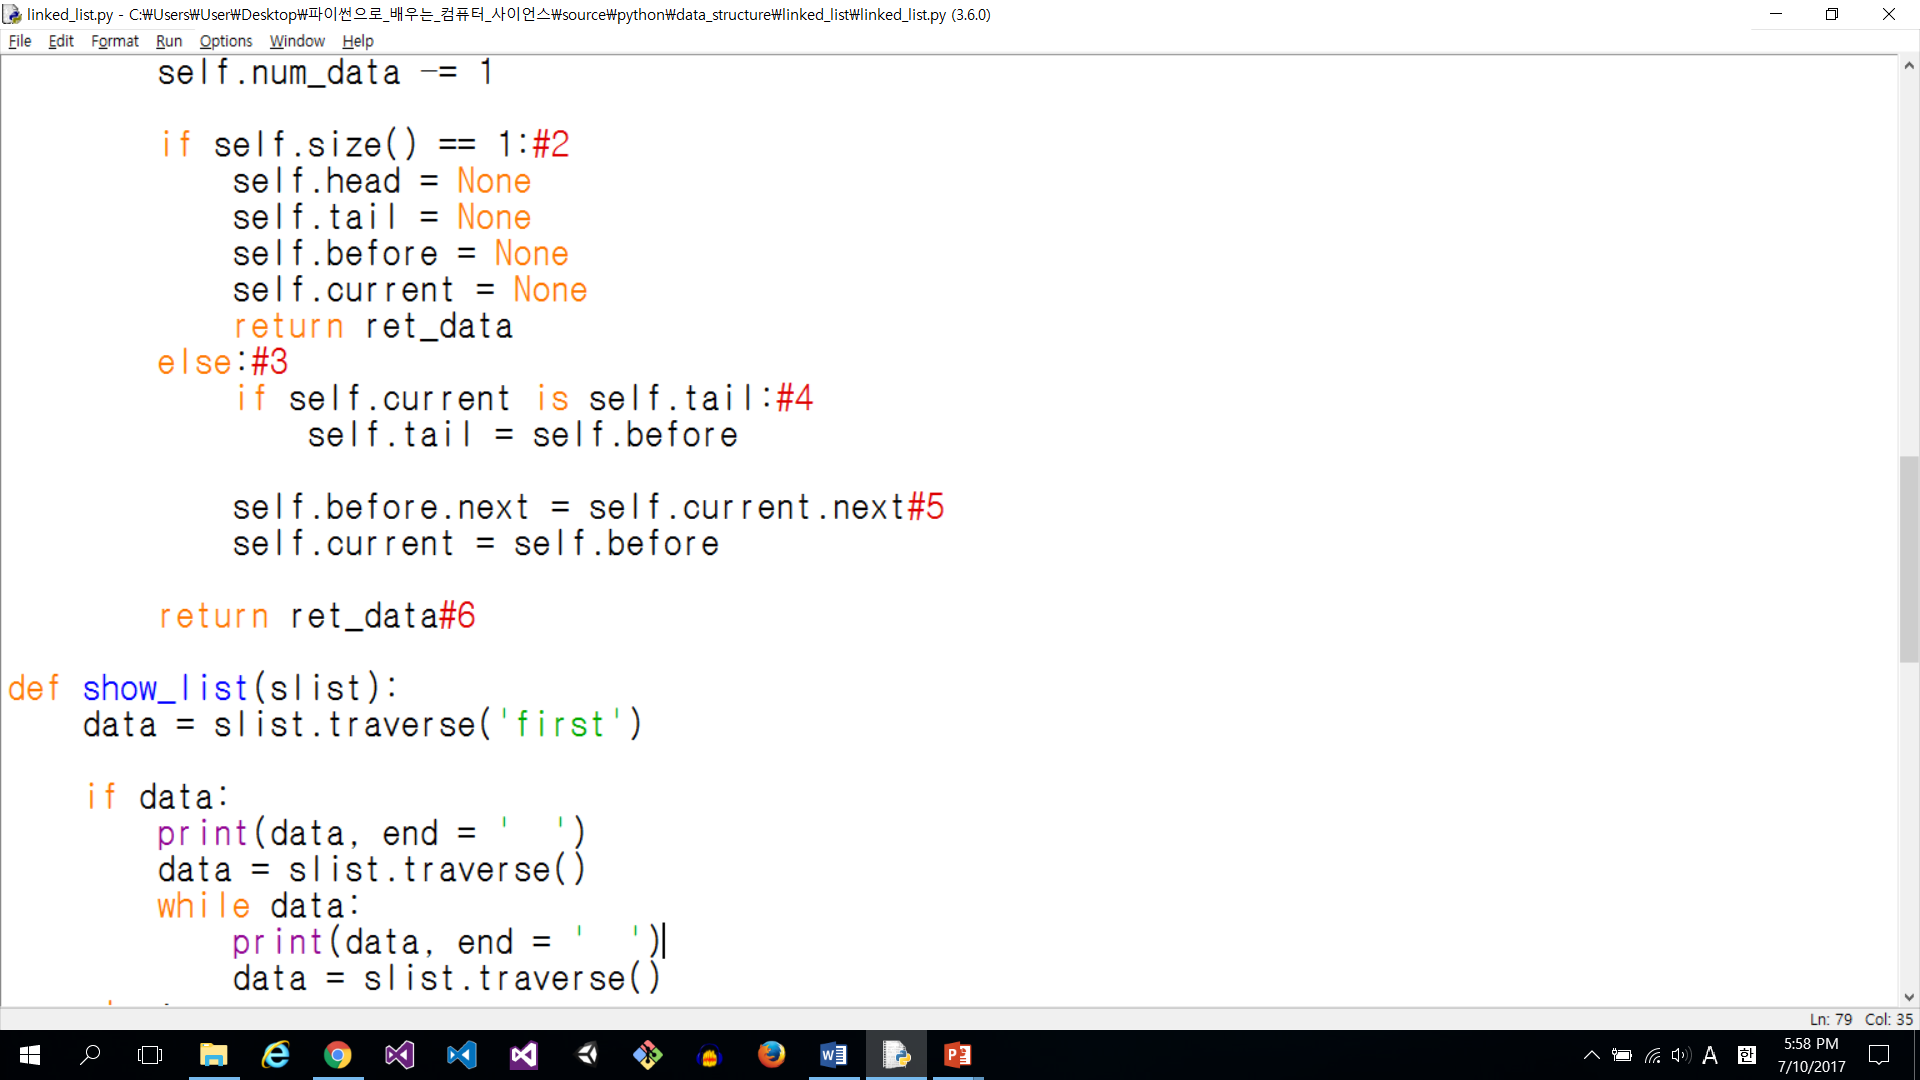 linked_list.py - C:₩Users₩User₩Desktop₩파이썬으로_배우는_컴퓨터_사이언스₩source₩python₩data_structure₩linked_list₩linked_list.py (3.6.0)
File Edit Format Run Options Window Help
self.num_data -= 1
if self.size() == 1:#2
self.head = None
self.tail = None
self.before = None
self.current = None
return ret_data
else:#3
if self.current is self.tail:#4
self.tail = self.before
self.before.next = self.current.next#5
self.current = self.before
return ret_data#6
def show_list(slist):
data = slist.traverse('first')
if data:
print(data, end = '  ')
data = slist.traverse()
while data:
print(data, end = '  ')
data = slist.traverse()
Ln: 79 Col: 35
A 한 5:58 PM
7/10/2017